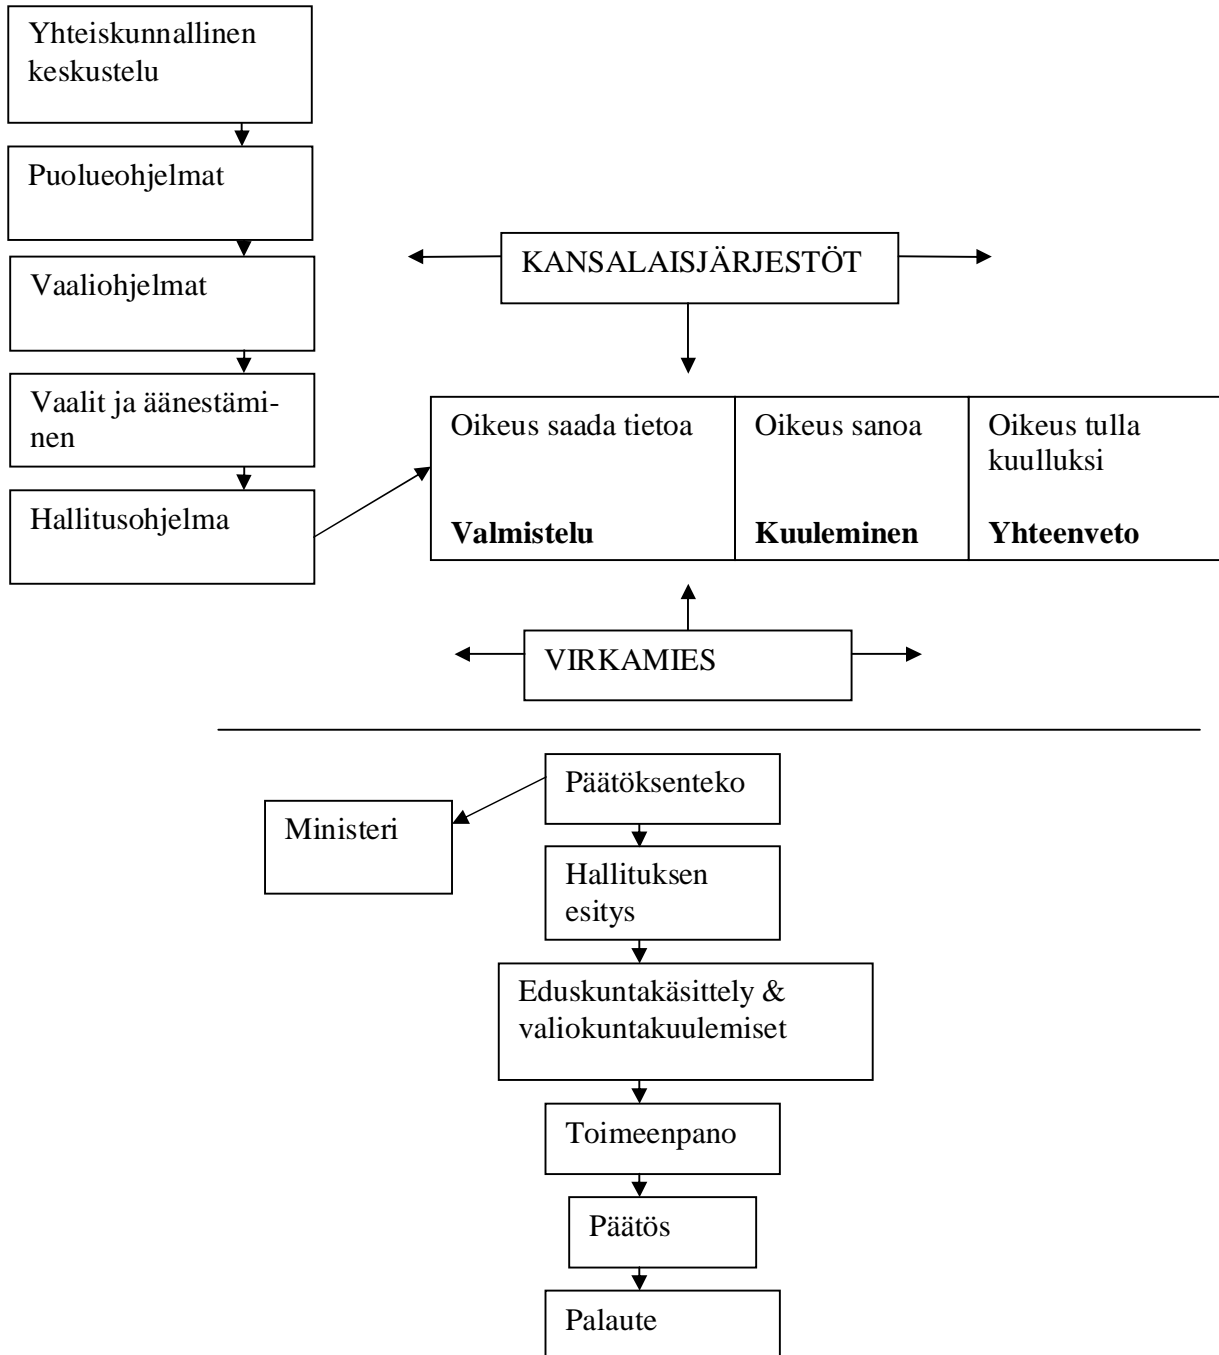 Yhteiskunnallinen
keskustelu
Puolueohjelmat
Vaaliohjelmat
Vaalit ja äänestämi-
nen
Hallitusohjelma
KANSALAISJÄRJESTÖT
Oikeus saada tietoa
Valmistelu
Oikeus sanoa
Kuuleminen
Oikeus tulla
kuulluksi
Yhteenveto
VIRKAMIES
Päätöksenteko
Ministeri
Hallituksen
esitys
Eduskuntakäsittely &
valiokuntakuulemiset
Toimeenpano
Päätös
Palaute